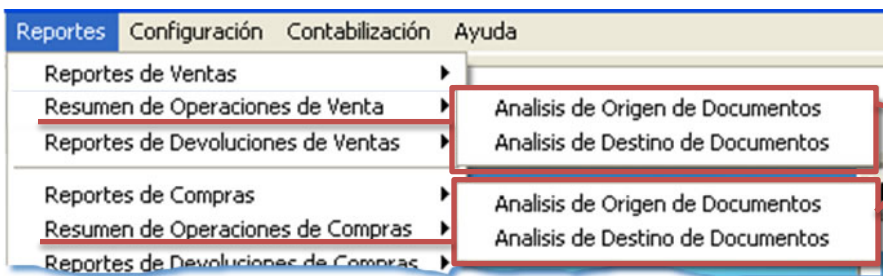 Reportes Configuración Contabilización Ayuda
Reportes de Ventas
Resumen de Operaciones de Venta
Analisis de Origen de Documentos
Reportes de Devoluciones de Ventas
Analisis de Destino de Documentos
Reportes de Compras
Analisis de Origen de Documentos
Resumen de Operaciones de Compras
Analisis de Destino de Documentos
Reportes de Devoluciones de Compras